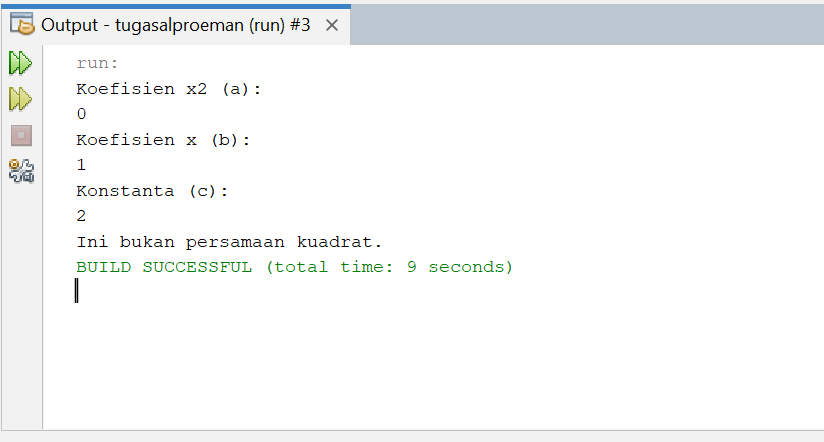 Output - tugasalproeman (run) #3
run:
Koefisien x2 (a):
0
Koefisien x (b):
1
Konstanta (c):
2
Ini bukan persamaan kuadrat.
BUILD SUCCESSFUL (total time: 9 seconds)